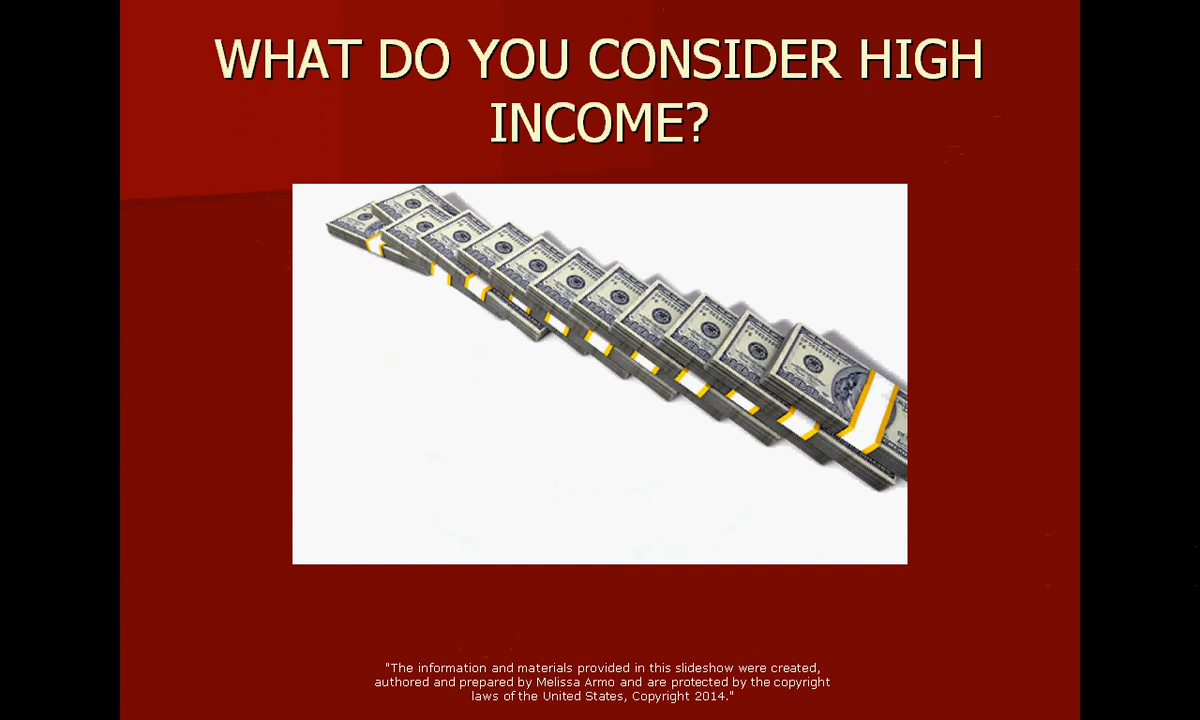 WHAT DO YOU CONSIDER HIGH
INCOME?
"The information and materials provided in this slideshow were created,
authored and prepared by Melissa Armo and are protected by the copyright
laws of the United States, Copyright 2014."